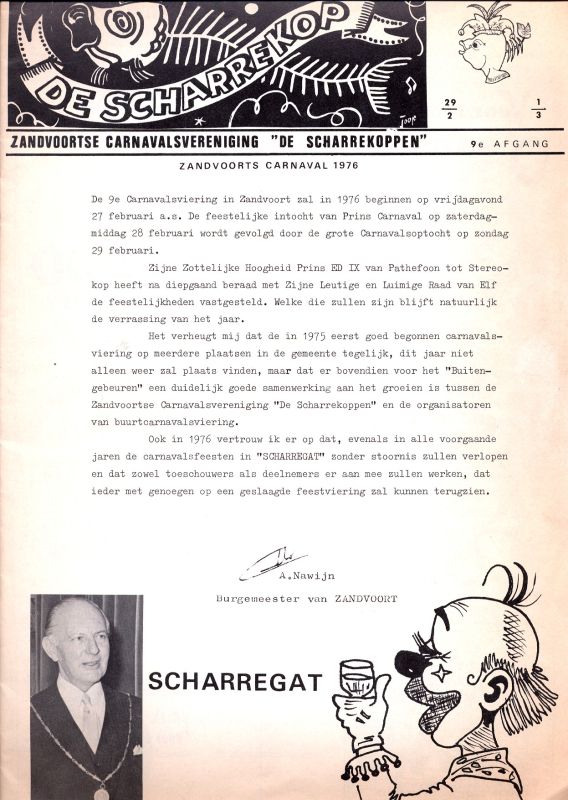 DE SCHARREKOP
Joop
29/2 1/3
ZANDVOORTSE CARNAVALSVERENIGING "DE SCHARREKOPPEN" 9e AFGANG
ZANDVOORTS CARNAVAL 1976
De 9e Carnavalsviering in Zandvoort zal in 1976 beginnen op vrijdagavond
27 februari a.s. De feestelijke intocht van Prins Carnaval op zaterdag-
middag 28 februari wordt gevolgd door de grote Carnavalsoptocht op zondag
29 februari.
Zijne Zottelijke Hoogheid Prins ED IX van Pathefoon tot Stereo-
kop heeft na diepgaand beraad met Zijne Leutige en Luimige Raad van Elf
de feestelijkheden vastgesteld. Welke die zullen zijn blijft natuurlijk
de verrassing van het jaar.
Het verheugt mij dat de in 1975 eerst goed begonnen carnavals-
viering op meerdere plaatsen in de gemeente tegelijk, dit jaar niet
alleen weer zal plaats vinden, maar dat er bovendien voor het "Buiten-
gebeuren" een duidelijk goede samenwerking aan het groeien is tussen de
Zandvoortse Carnavalsvereniging "De Scharrekoppen" en de organisatoren
van buurtcarnavalsviering.
Ook in 1976 vertrouw ik er op dat, evenals in alle voorgaande
jaren de carnavalsfeesten in "SCHARREGAT" zonder stoornis zullen verlopen
en dat zowel toeschouwers als deelnemers er aan mee zullen werken, dat
ieder met genoegen op een geslaagde feestviering zal kunnen terugzien.
A.Nawijn
Burgemeester van ZANDVOORT
SCHARREGAT